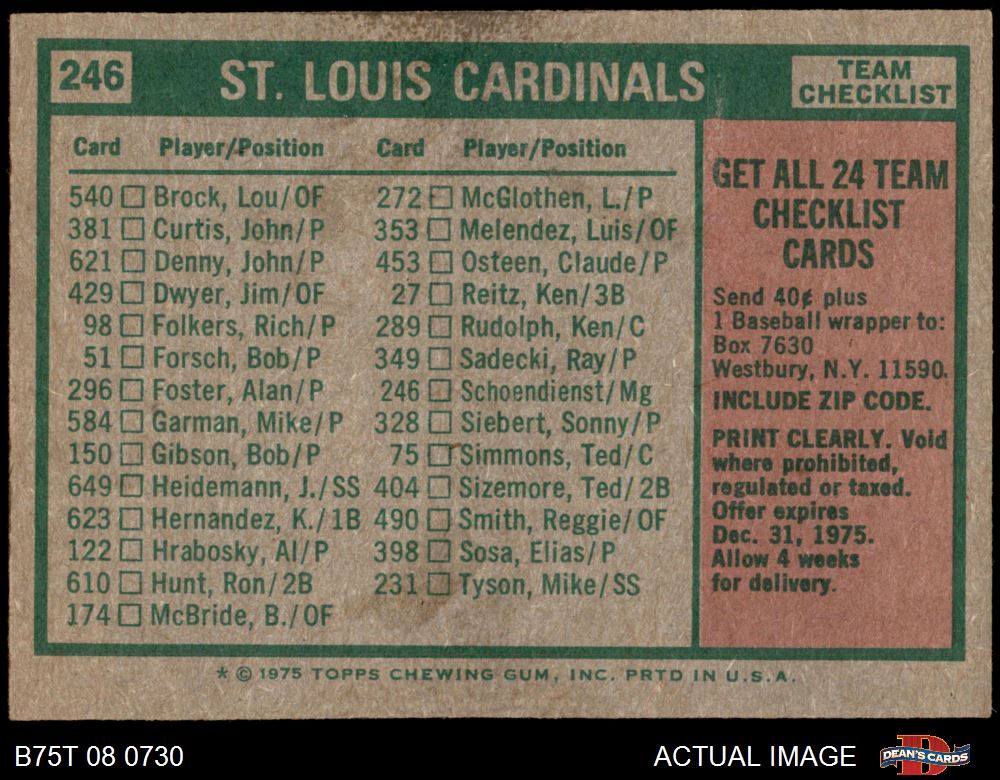 246
ST. LOUIS CARDINALS
TEAM
CHECKLIST
Card Player/Position
540 Brock, Lou/OF
381 Curtis, John/P
621 Denny, John/P
429 Dwyer, Jim/OF
98 Folkers, Rich/P
51 Forsch, Bob/P
296 Foster, Alan/P
584 Garman, Mike/P
150 Gibson, Bob/P
649 Heidemann, J./SS
623 Hernandez, K./1B
122 Hrabosky, Al/P
610 Hunt, Ron/2B
174 McBride, B./OF
Card Player/Position
272 McGlothen, L./P
353 Melendez, Luis/OF
453 Osteen, Claude/P
27 Reitz, Ken/3B
289 Rudolph, Ken/C
349 Sadecki, Ray/P
246 Schoendienst/Mg
328 Siebert, Sonny/P
75 Simmons, Ted/C
404 Sizemore, Ted/2B
490 Smith, Reggie/OF
398 Sosa, Elias/P
231 Tyson, Mike/SS
GET ALL 24 TEAM
CHECKLIST
CARDS
Send 40¢ plus
1 Baseball wrapper to:
Box 7630
Westbury, N.Y. 11590.
INCLUDE ZIP CODE.
PRINT CLEARLY. Void
where prohibited,
regulated or taxed.
Offer expires
Dec. 31, 1975.
Allow 4 weeks
for delivery.
* © 1975 TOPPS CHEWING GUM, INC. PRTD IN U.S.A.
B75T 08 0730
ACTUAL IMAGE
DEAN'S CARDS